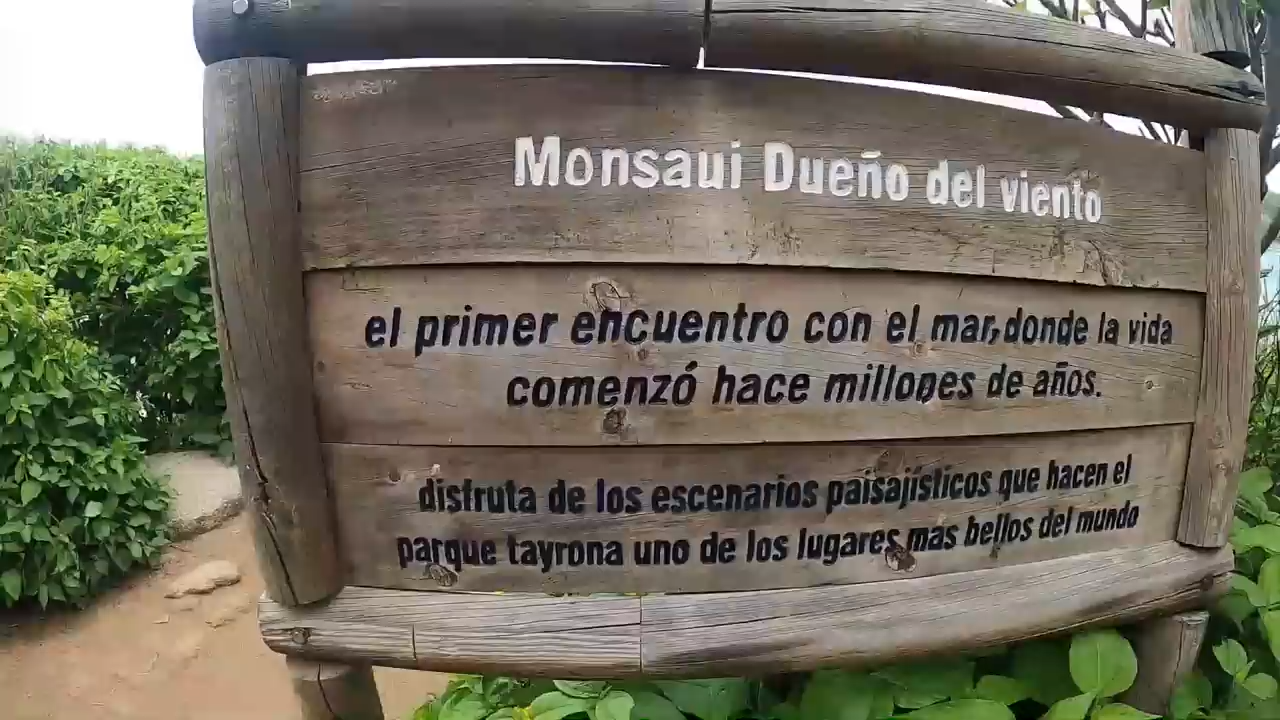 Monsaui Dueño del viento
el primer encuentro con el mar, donde la vida
comenzó hace millones de años.
disfruta de los escenarios paisajísticos que hacen el
parque tayrona uno de los lugares mas bellos del mundo